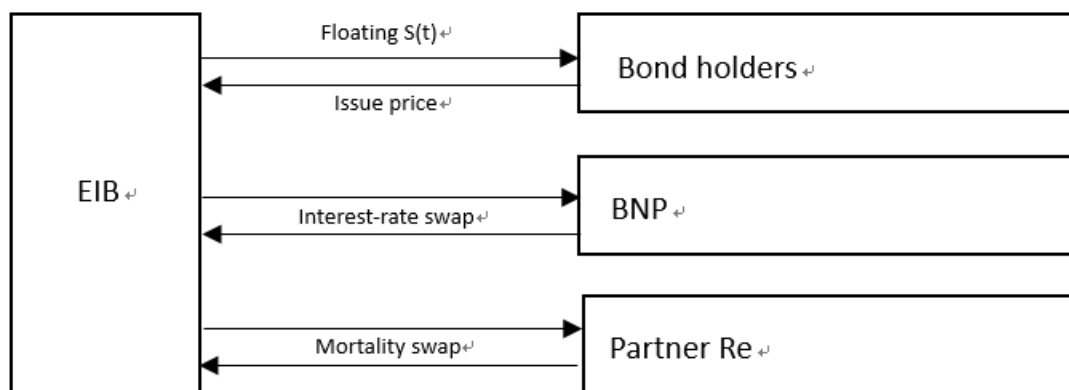 Floating S(t)
Bond holders
Issue price
EIB
BNP
Interest-rate swap
Mortality swap
Partner Re